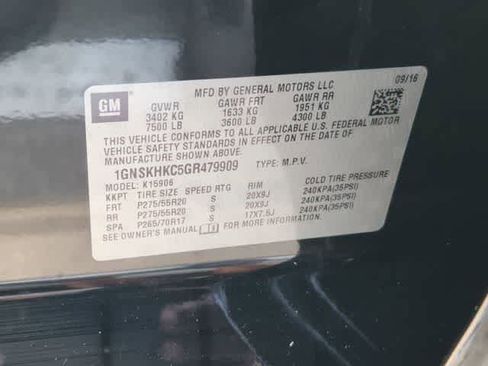 GM
MFD BY GENERAL MOTORS LLC 09/16
GVWR GAWR FRT GAWR RR
3402 KG 1633 KG 1951 KG
7500 LB 3600 LB 4300 LB
THIS VEHICLE CONFORMS TO ALL APPLICABLE U.S. FEDERAL MOTOR
VEHICLE SAFETY STANDARDS IN EFFECT ON THE DATE OF
MANUFACTURE SHOWN ABOVE.
1GNSKHKC5GR479909 TYPE: M.P.V.
MODEL: K15906
KKPT TIRE SIZE SPEED RTG RIM COLD TIRE PRESSURE
FRT P275/55R20 S 20X9J 240KPA(35PSI)
RR P275/55R20 S 20X9J 240KPA(35PSI)
SPA P265/70R17 S 17X7.5J 240KPA(35PSI)
SEE OWNER'S MANUAL